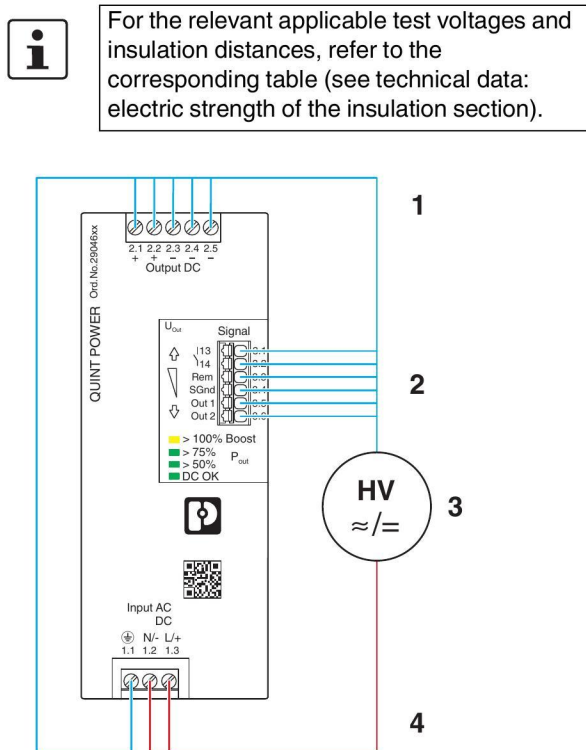 For the relevant applicable test voltages and
insulation distances, refer to the
corresponding table (see technical data:
electric strength of the insulation section).
1
2.1 2.2 2.3 2.4 2.5
+ + – – –
Output DC
QUINT POWER Ord.No.29046xx
UOut
Signal
13
14
Rem
SGnd
Out 1
Out 2
2
> 100% Boost
> 75%
> 50%
Pout
DC OK
HV
≈/=
3
Input AC
DC
N/- L/+
1.1 1.2 1.3
4